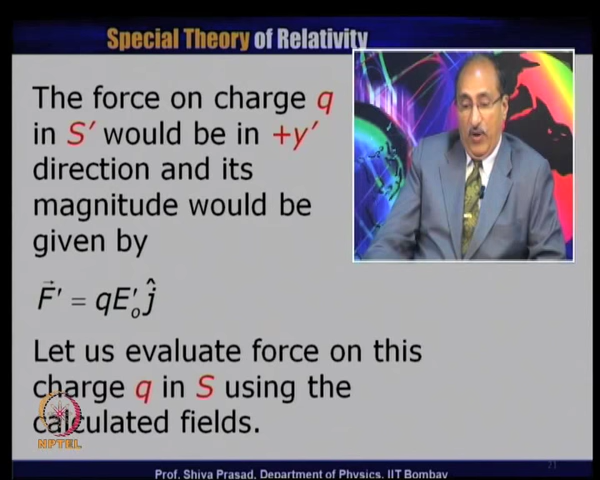 Special Theory of Relativity
The force on charge q
in S′ would be in +y′
direction and its
magnitude would be
given by
F⃗′ = qE′ₒĵ
Let us evaluate force on this
charge q in S using the
calculated fields.
NPTEL
21
Prof. Shiva Prasad, Department of Physics, IIT Bombay